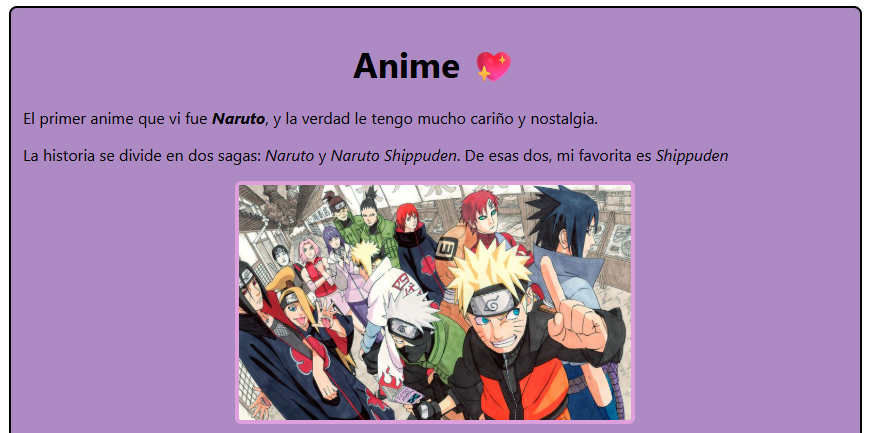 Anime 💖
El primer anime que vi fue Naruto, y la verdad le tengo mucho cariño y nostalgia.
La historia se divide en dos sagas: Naruto y Naruto Shippuden. De esas dos, mi favorita es Shippuden